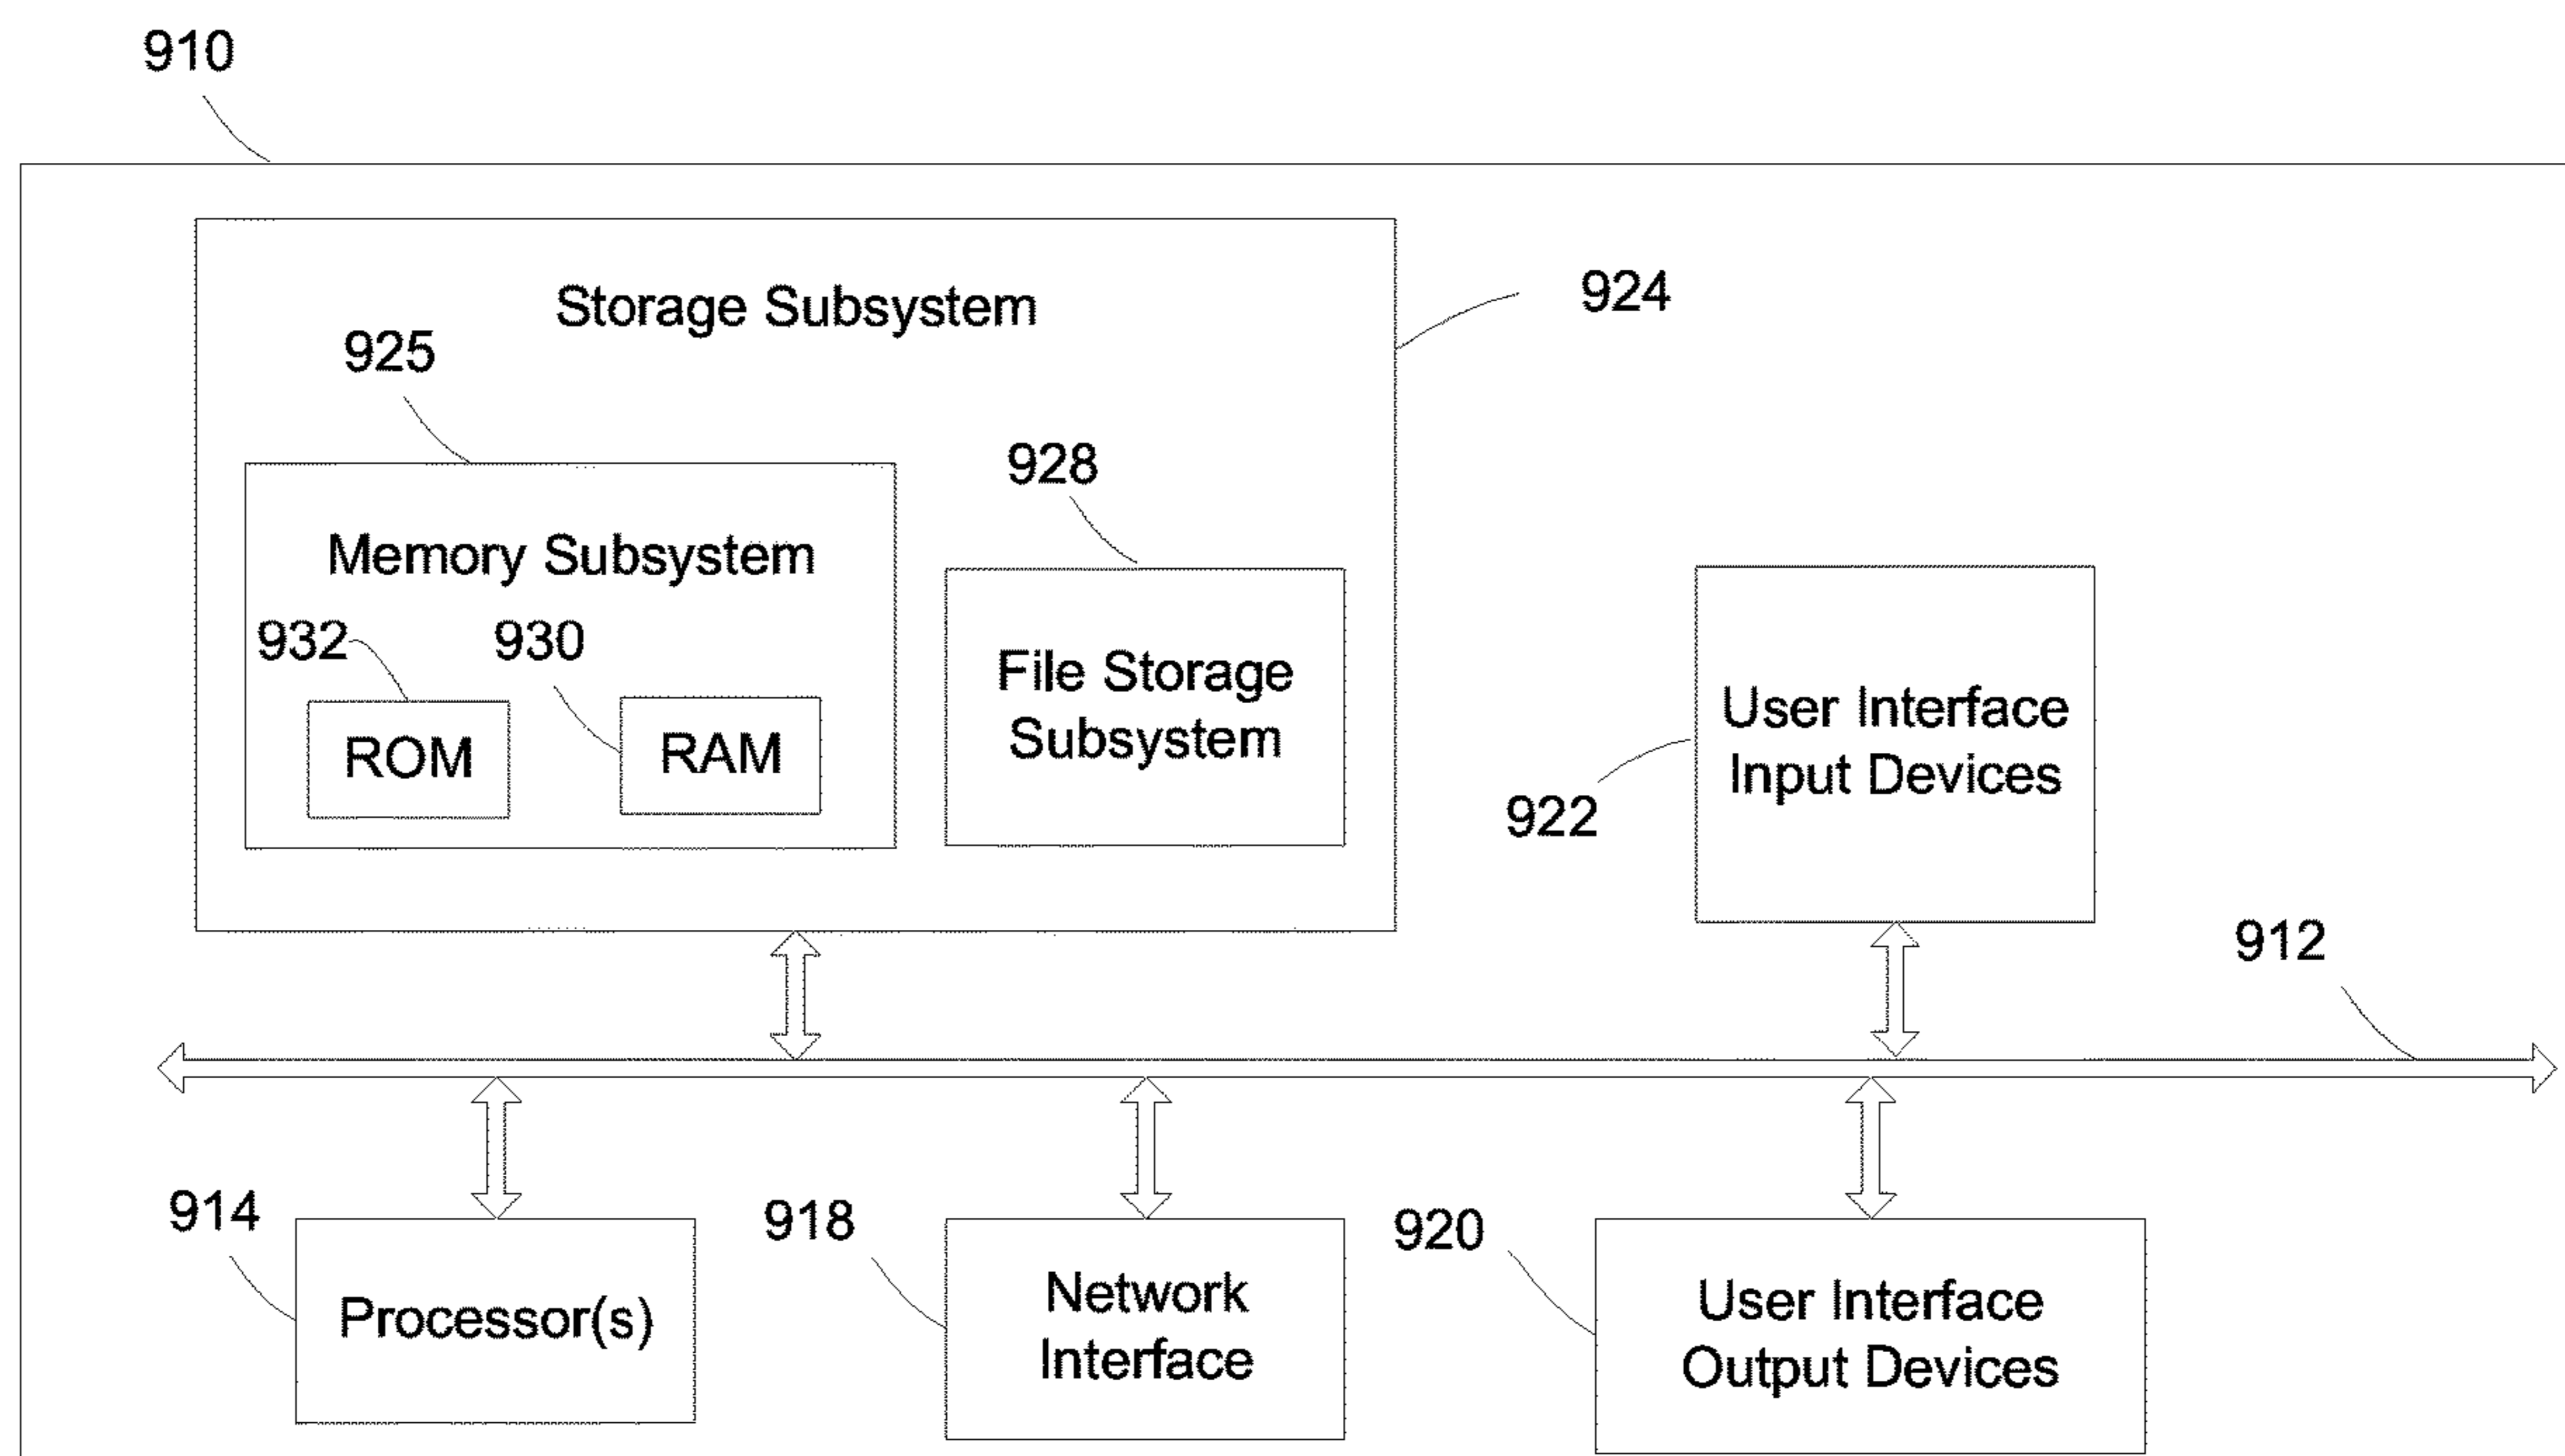 910
Storage Subsystem
924
925
928
Memory Subsystem
932
930
File Storage
Subsystem
ROM
RAM
User Interface
Input Devices
922
912
914
Processor(s)
918
Network
Interface
920
User Interface
Output Devices